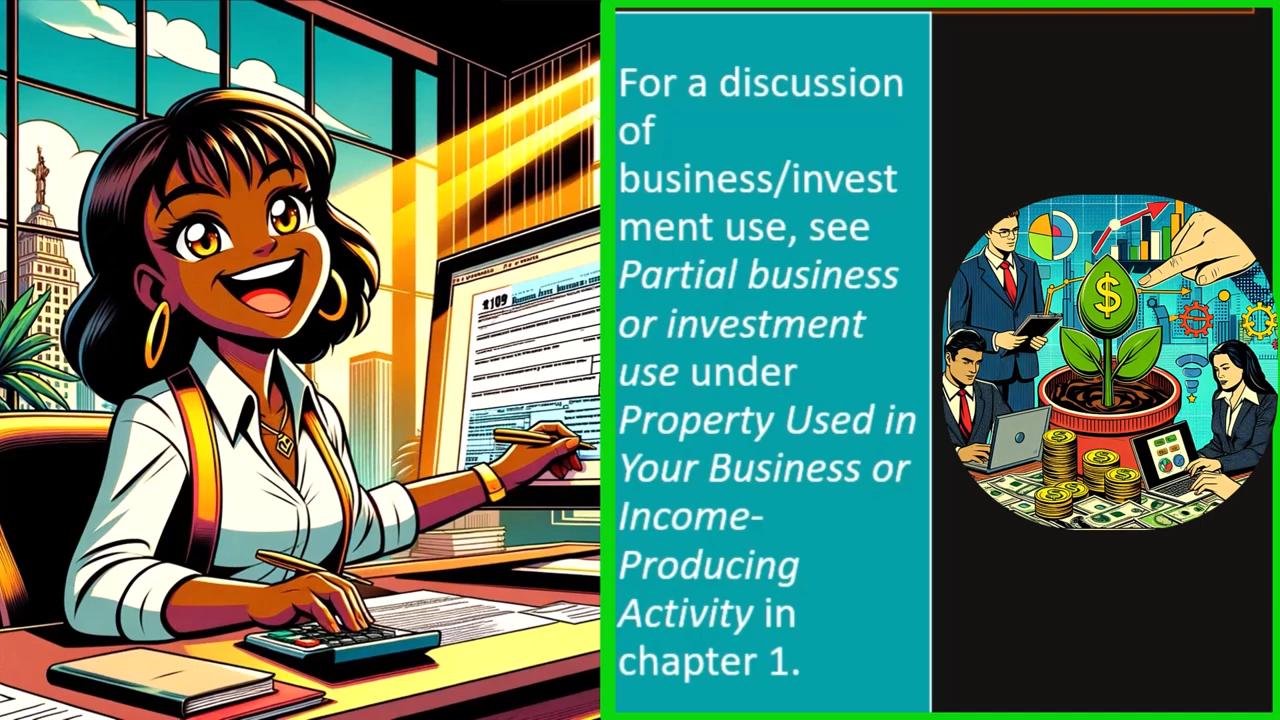 For a discussion
of
business/invest
ment use, see
Partial business
or investment
use under
Property Used in
Your Business or
Income-
Producing
Activity in
chapter 1.